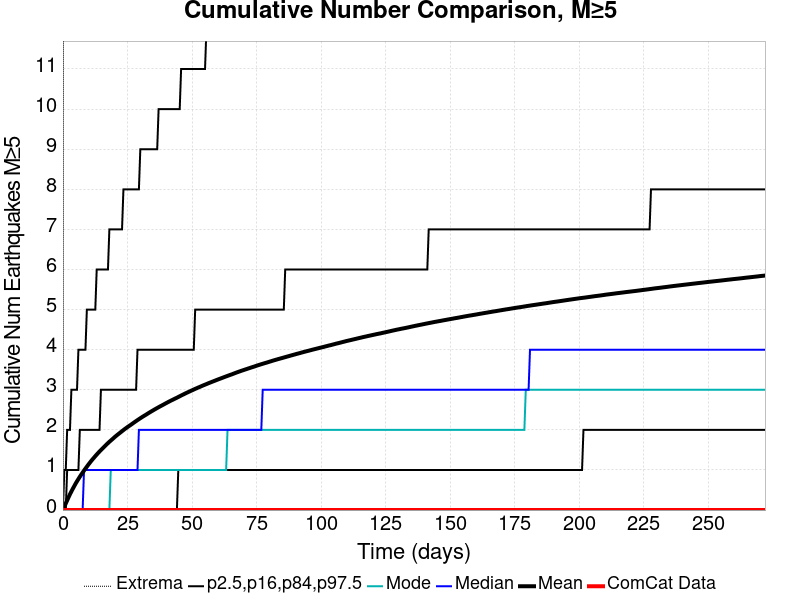 Cumulative Number Comparison, M≥5
Cumulative Num Earthquakes M≥5
11
10
9
8
7
6
5
4
3
2
1
0
0 25 50 75 100 125 150 175 200 225 250
Time (days)
Extrema p2.5,p16,p84,p97.5 Mode Median Mean ComCat Data